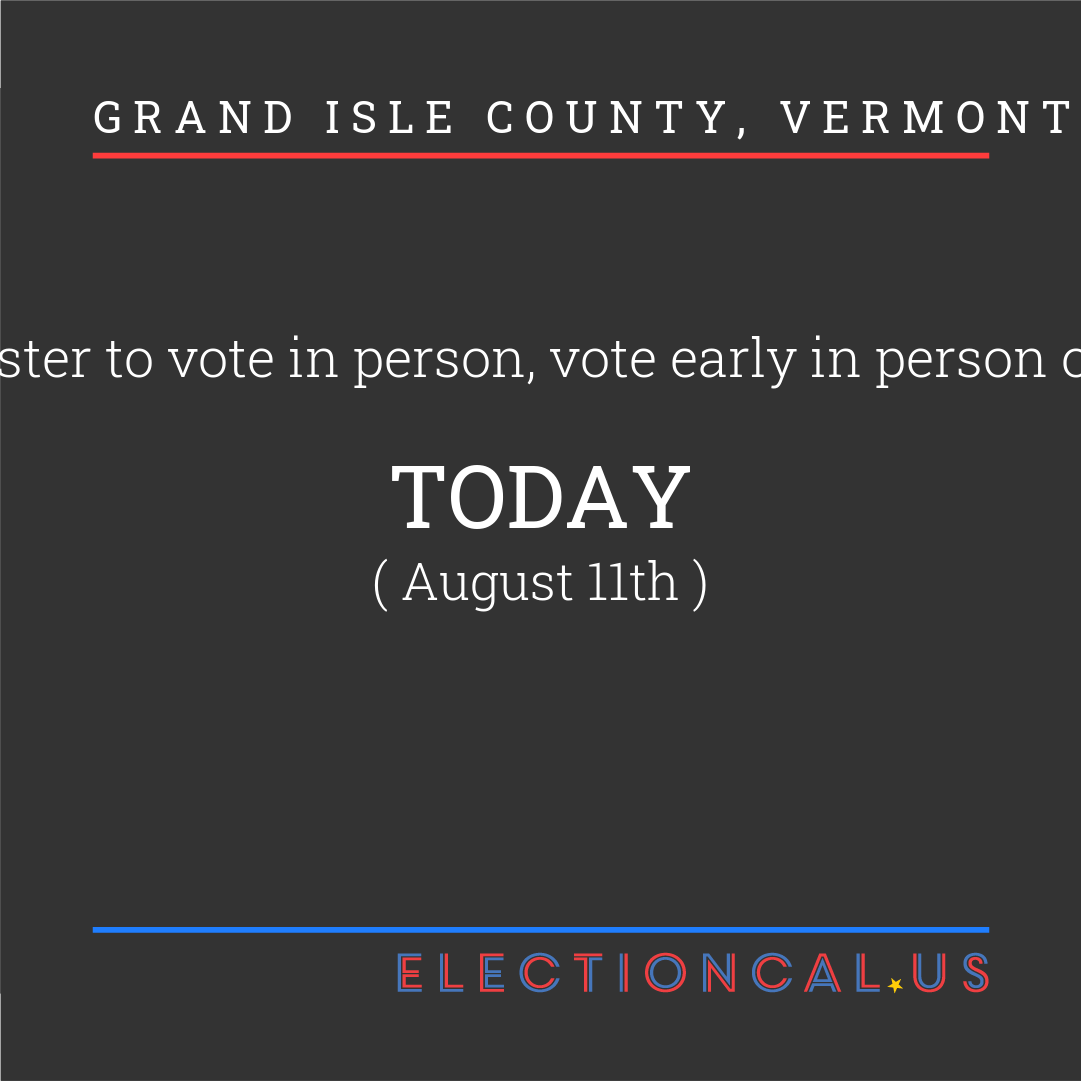 GRAND ISLE COUNTY, VERMONT
ster to vote in person, vote early in person
TODAY
( August 11th )
ELECTIONCAL.US